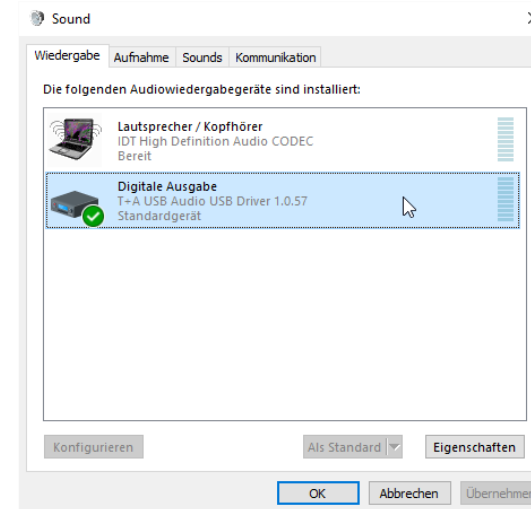 Sound
Wiedergabe Aufnahme Sounds Kommunikation
Die folgenden Audiowiedergabegeräte sind installiert:
Lautsprecher / Kopfhörer
IDT High Definition Audio CODEC
Bereit
Digitale Ausgabe
T+A USB Audio USB Driver 1.0.57
Standardgerät
Konfigurieren Als Standard Eigenschaften
OK Abbrechen Übernehmen